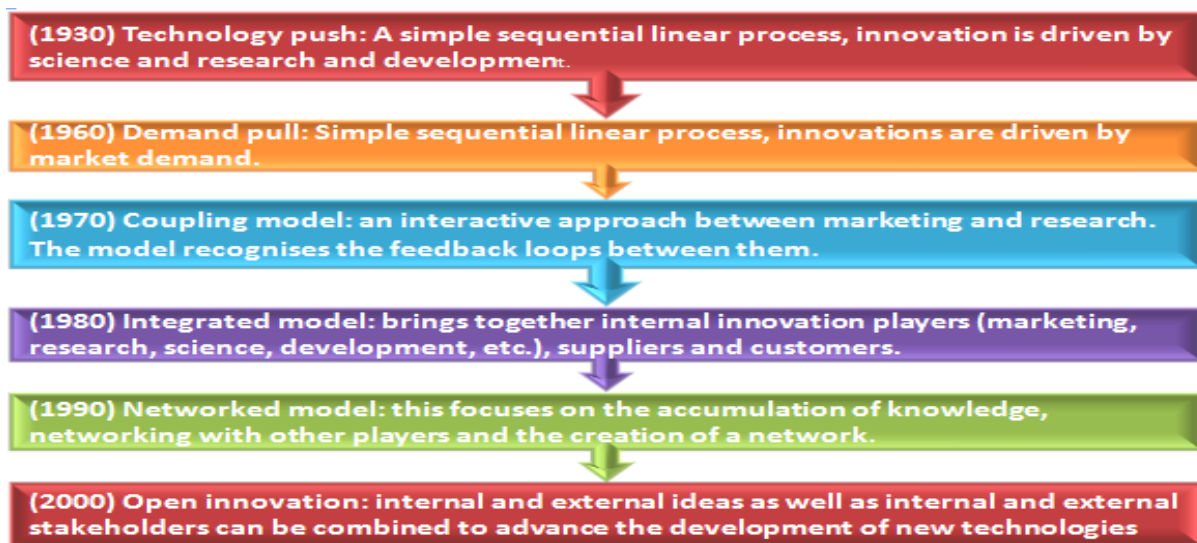 (1930) Technology push: A simple sequential linear process, innovation is driven by
science and research and development.
(1960) Demand pull: Simple sequential linear process, innovations are driven by
market demand.
(1970) Coupling model: an interactive approach between marketing and research.
The model recognises the feedback loops between them.
(1980) Integrated model: brings together internal innovation players (marketing,
research, science, development, etc.), suppliers and customers.
(1990) Networked model: this focuses on the accumulation of knowledge,
networking with other players and the creation of a network.
(2000) Open innovation: internal and external ideas as well as internal and external
stakeholders can be combined to advance the development of new technologies